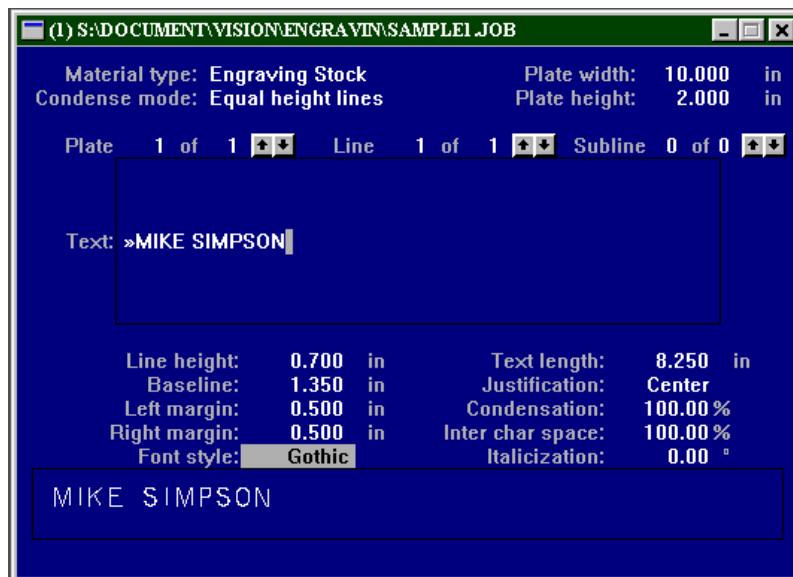 (1) S:\DOCUMENT\VISION\ENGRAVIN\SAMPLE1.JOB
Material type: Engraving Stock Plate width: 10.000 in
Condense mode: Equal height lines Plate height: 2.000 in
Plate 1 of 1 Line 1 of 1 Subline 0 of 0
Text: »MIKE SIMPSON
Line height: 0.700 in Text length: 8.250 in
Baseline: 1.350 in Justification: Center
Left margin: 0.500 in Condensation: 100.00 %
Right margin: 0.500 in Inter char space: 100.00 %
Font style: Gothic Italicization: 0.00 °
MIKE SIMPSON